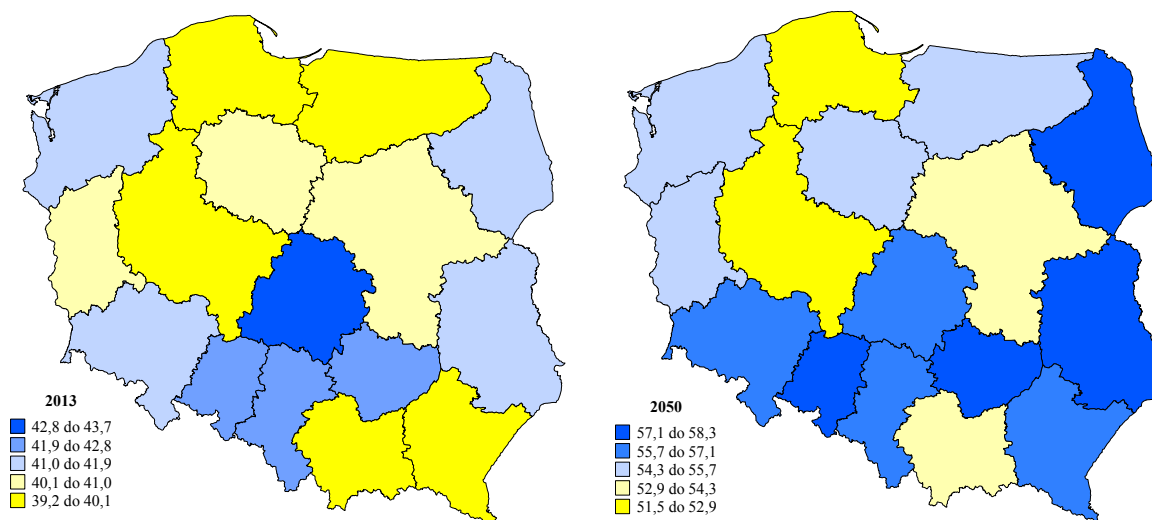 2013
42,8 do 43,7
41,9 do 42,8
41,0 do 41,9
40,1 do 41,0
39,2 do 40,1
2050
57,1 do 58,3
55,7 do 57,1
54,3 do 55,7
52,9 do 54,3
51,5 do 52,9